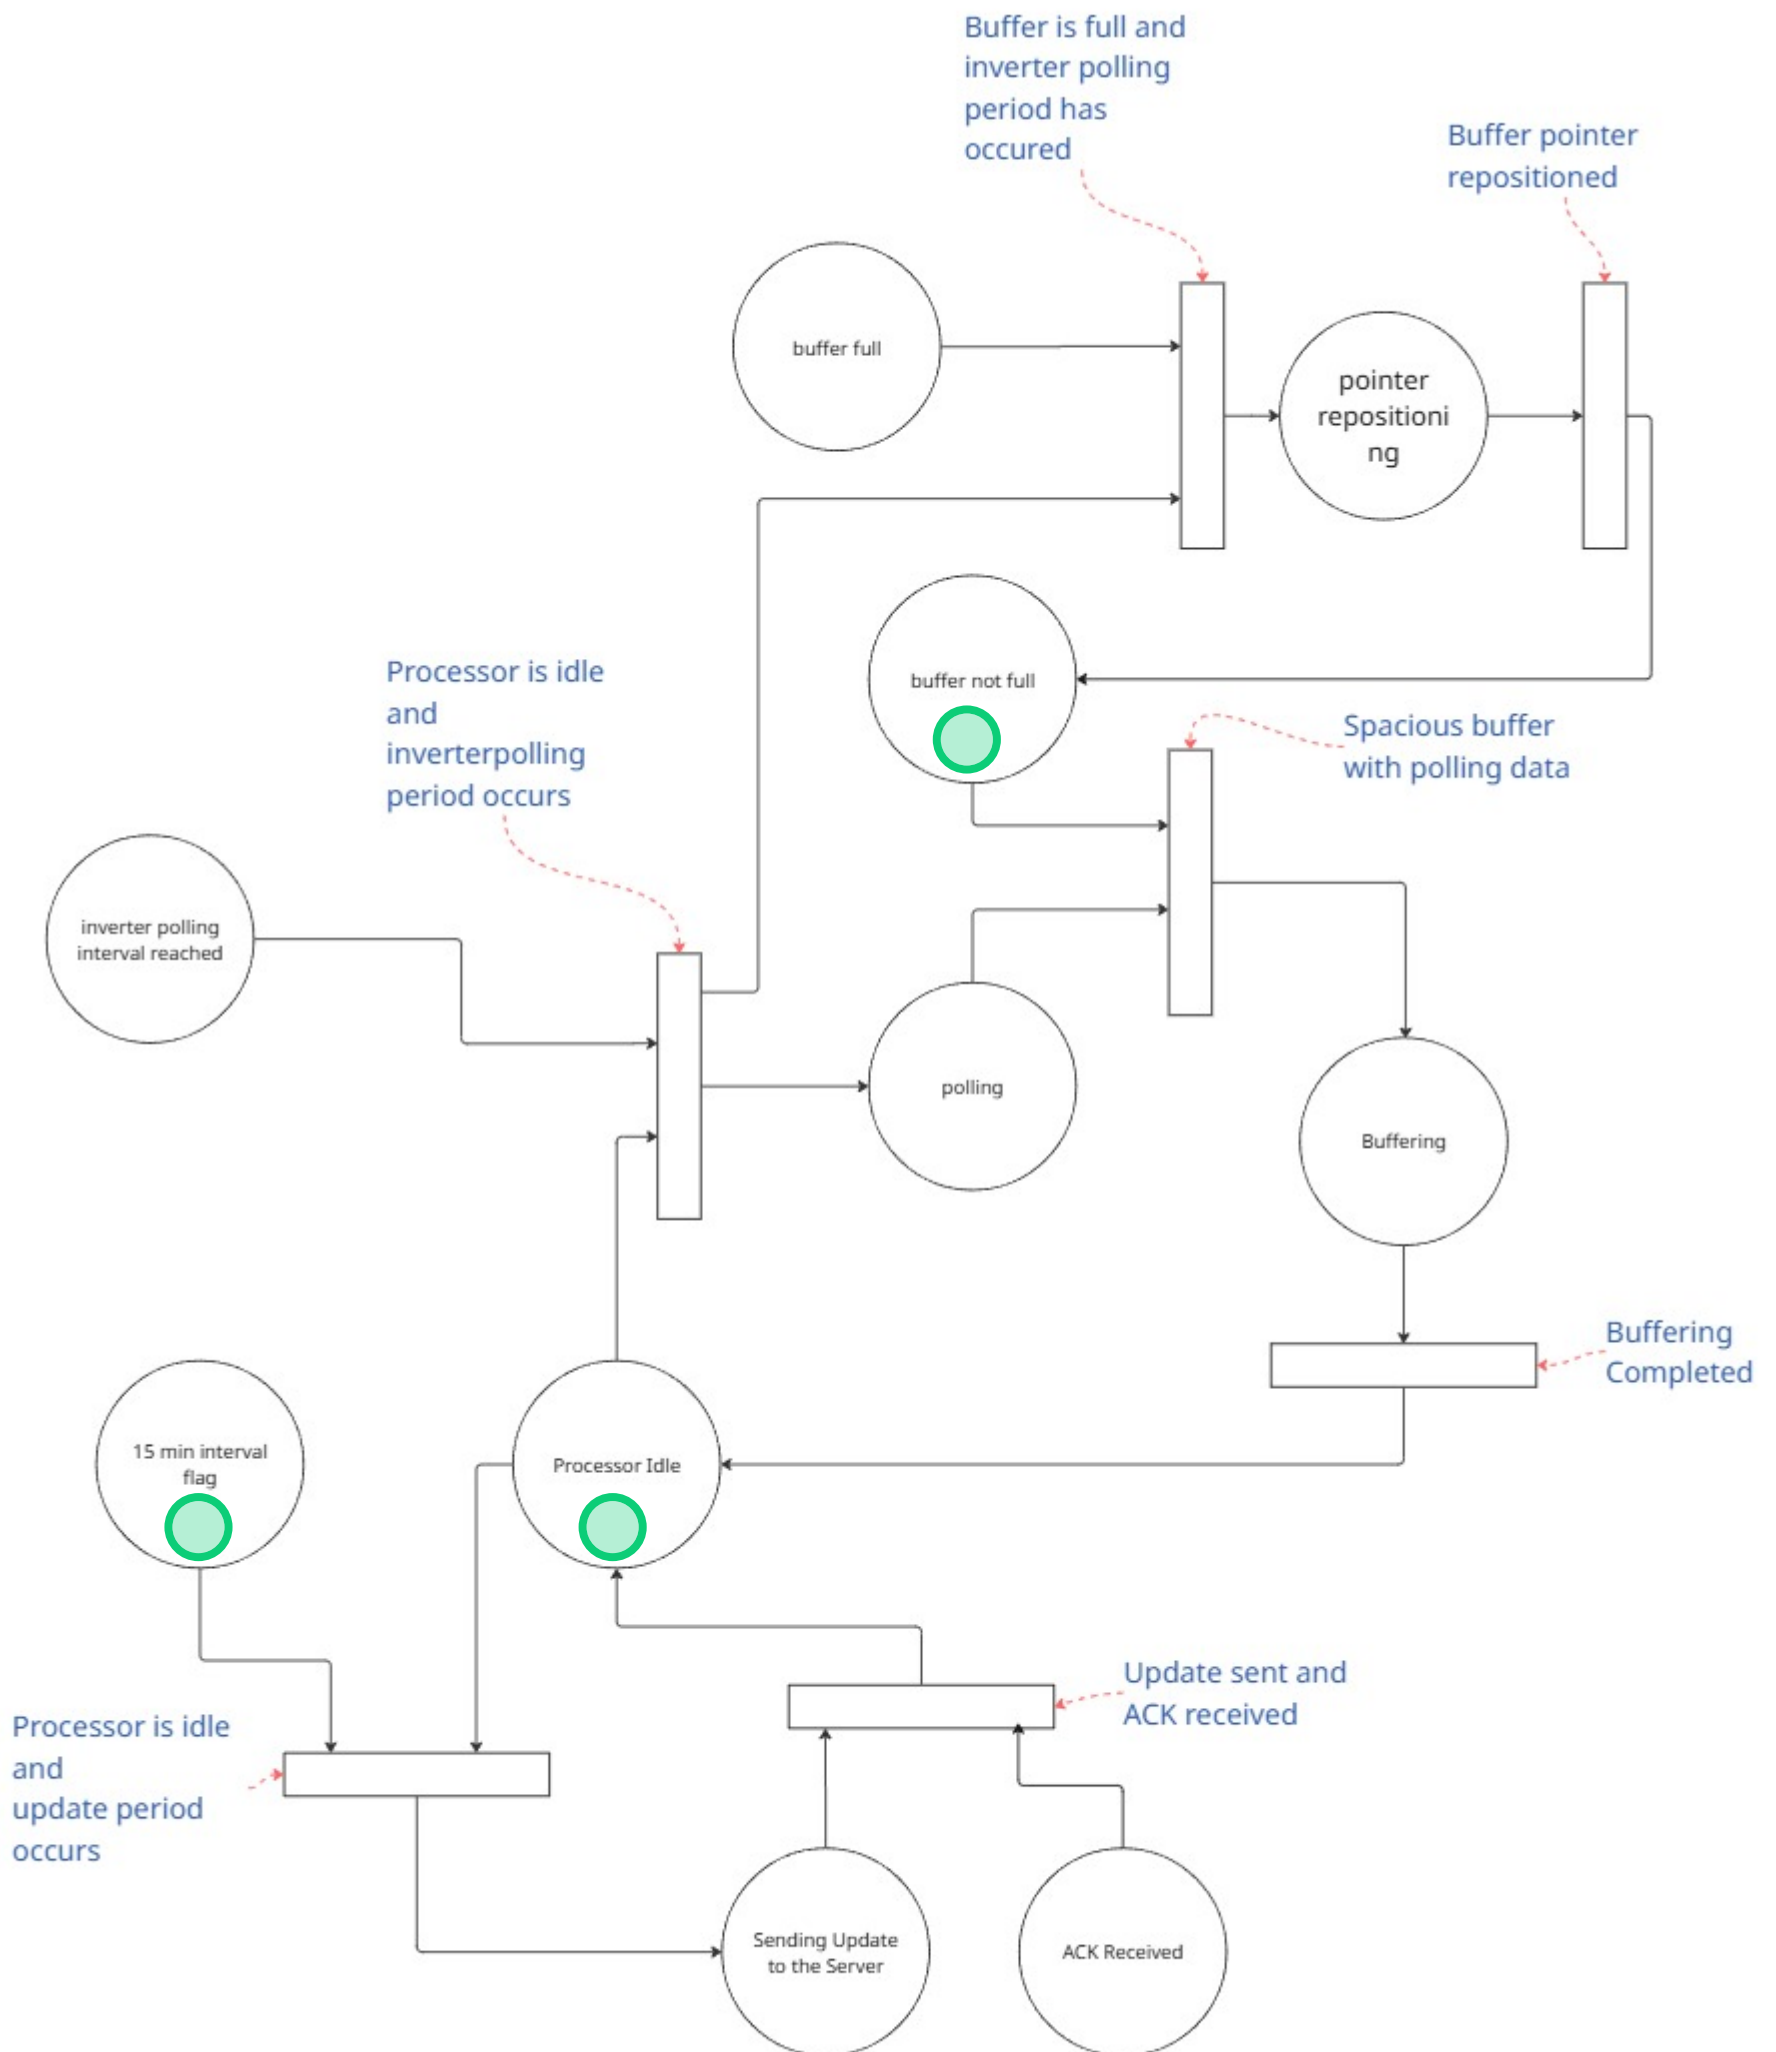 Buffer is full and
inverter polling
period has
occured
Buffer pointer
repositioned
buffer full
pointer
repositioni
ng
buffer not full
Processor is idle
and
inverterpolling
period occurs
Spacious buffer
with polling data
inverter polling
interval reached
polling
Buffering
Buffering
Completed
15 min interval
flag
Processor Idle
Update sent and
ACK received
Processor is idle
and
update period
occurs
Sending Update
to the Server
ACK Received